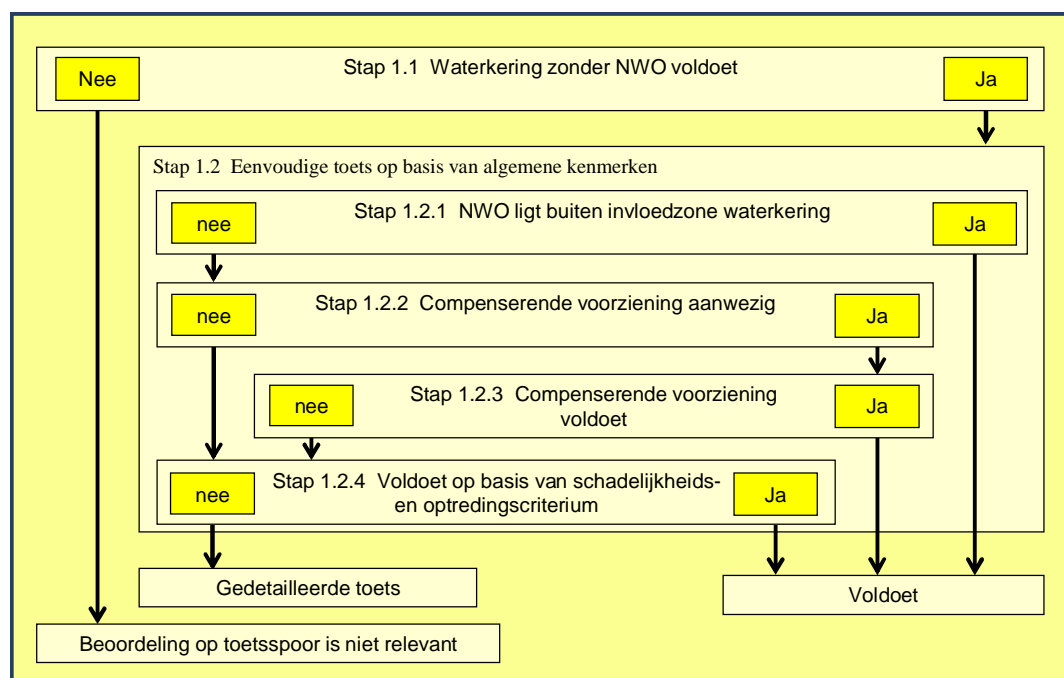 Nee
Stap 1.1 Waterkering zonder NWO voldoet
Ja
Stap 1.2 Eenvoudige toets op basis van algemene kenmerken
nee
Stap 1.2.1 NWO ligt buiten invloedzone waterkering
Ja
nee
Stap 1.2.2 Compenserende voorziening aanwezig
Ja
nee
Stap 1.2.3 Compenserende voorziening
voldoet
Ja
nee
Stap 1.2.4 Voldoet op basis van schadelijkheids-
en optredingscriterium
Ja
Gedetailleerde toets
Voldoet
Beoordeling op toetsspoor is niet relevant